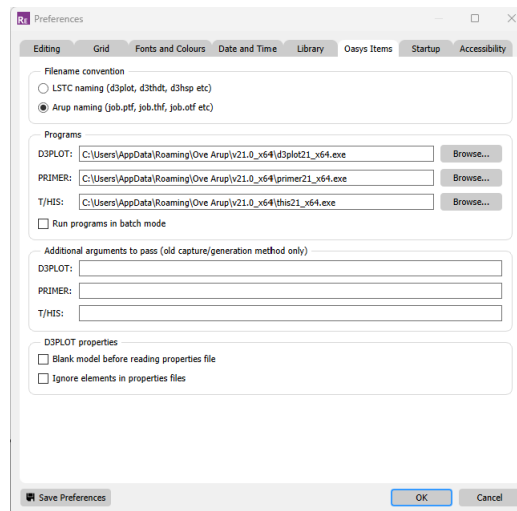 RE Preferences
Editing Grid Fonts and Colours Date and Time Library Oasys Items Startup Accessibility
Filename convention
LSTC naming (d3plot, d3thdt, d3hsp etc)
Arup naming (job.ptf, job.thf, job.otf etc)
Programs
D3PLOT: C:\Users\AppData\Roaming\Ove Arup\v21.0_x64\d3plot21_x64.exe Browse...
PRIMER: C:\Users\AppData\Roaming\Ove Arup\v21.0_x64\primer21_x64.exe Browse...
T/HIS: C:\Users\AppData\Roaming\Ove Arup\v21.0_x64\this21_x64.exe Browse...
Run programs in batch mode
Additional arguments to pass (old capture/generation method only)
D3PLOT:
PRIMER:
T/HIS:
D3PLOT properties
Blank model before reading properties file
Ignore elements in properties files
Save Preferences OK Cancel